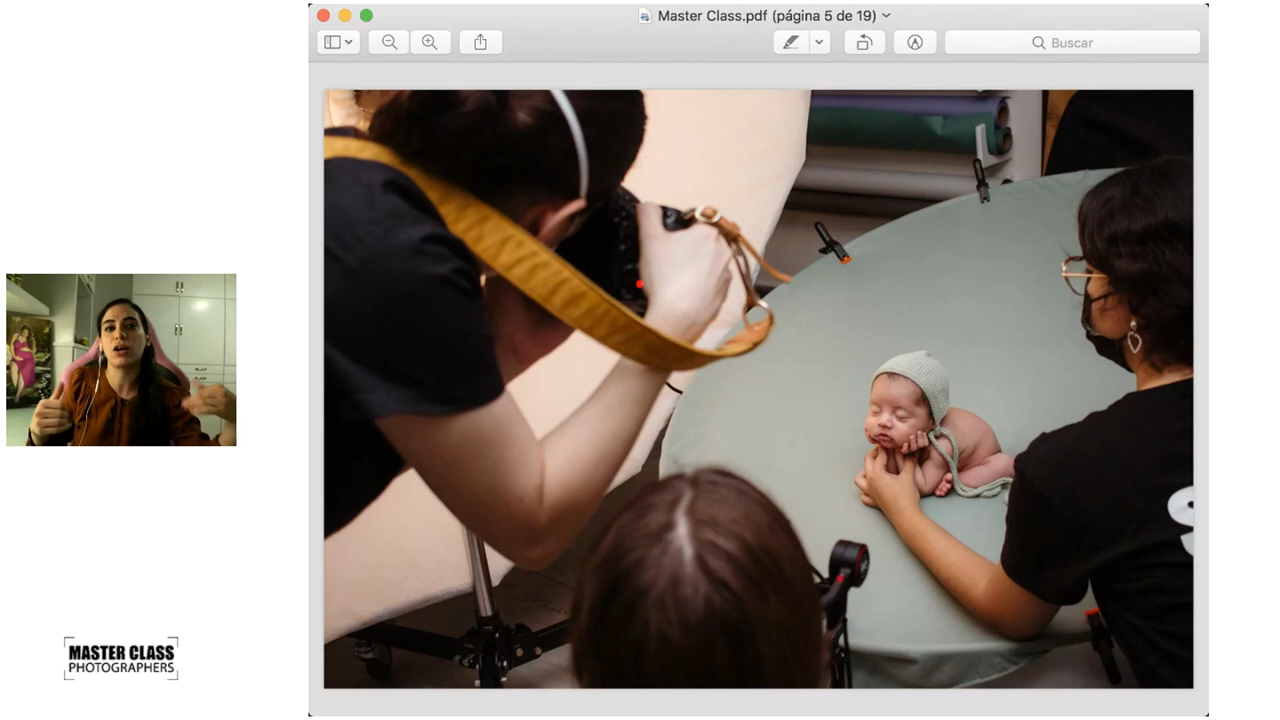 Master Class.pdf (página 5 de 19)
Buscar
MASTER CLASS
PHOTOGRAPHERS